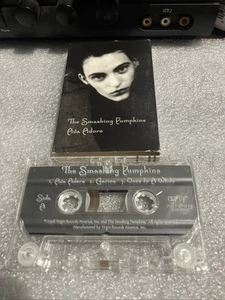 The Smashing Pumpkins
Ava Adore
The Smashing Pumpkins
1. Ava Adore 2. Czarina 3. Once In A While
Side
A
Manufactured by Virgin Records America, Inc.